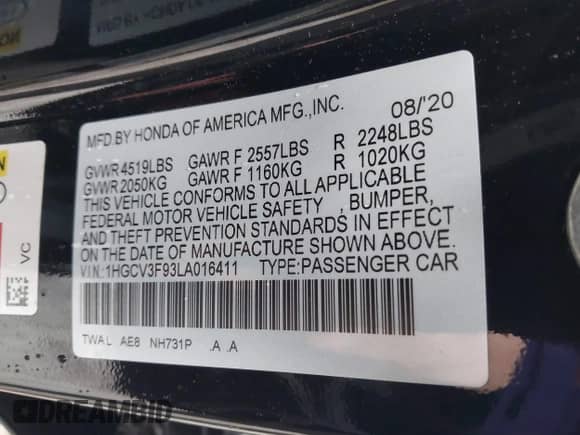 MFD.BY HONDA OF AMERICA MFG.,INC. 08/'20
GVWR 4519LBS GAWR F 2557LBS R 2248LBS
GVWR 2050KG GAWR F 1160KG R 1020KG
THIS VEHICLE CONFORMS TO ALL APPLICABLE
FEDERAL MOTOR VEHICLE SAFETY , BUMPER,
AND THEFT PREVENTION STANDARDS IN EFFECT
ON THE DATE OF MANUFACTURE SHOWN ABOVE.
VIN:1HGCV3F93LA016411 TYPE:PASSENGER CAR
TWAL AE8 NH731P .A .A
VC
DREAMBID